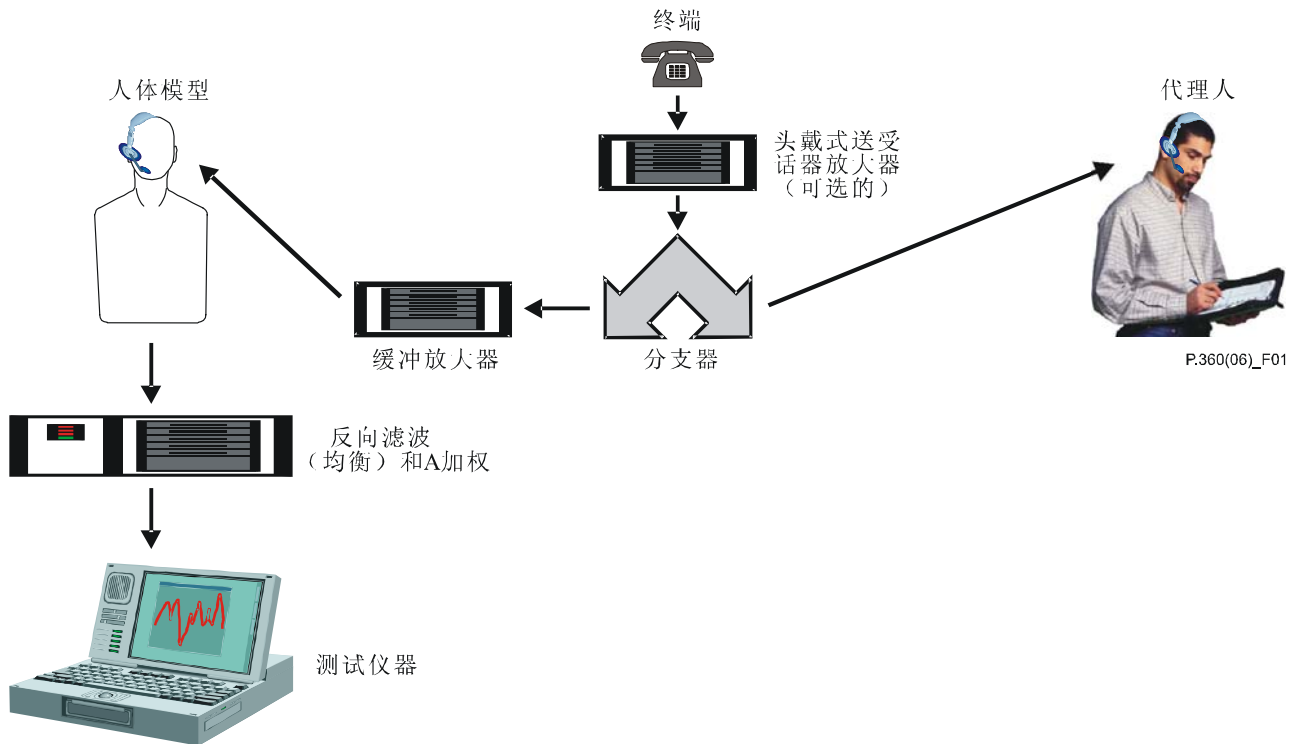 终端
人体模型
代理人
头戴式送受
话器放大器
（可选的）
缓冲放大器
分支器
P.360(06)_F01
反向滤波
（均衡）和A加权
测试仪器